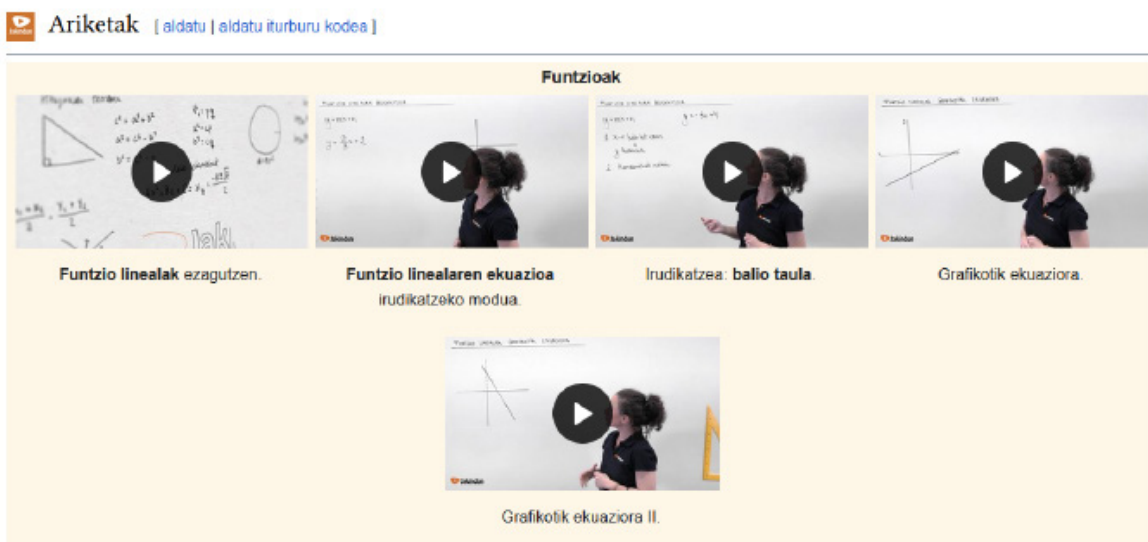 Ariketak [ aldatu | aldatu iturburu kodea ]
Funtzioak
Funtzio linealak ezagutzen.
Funtzio linealaren ekuazioa
irudikatzeko modua.
Irudikatzea: balio taula.
Grafikotik ekuaziora.
Grafikotik ekuaziora II.